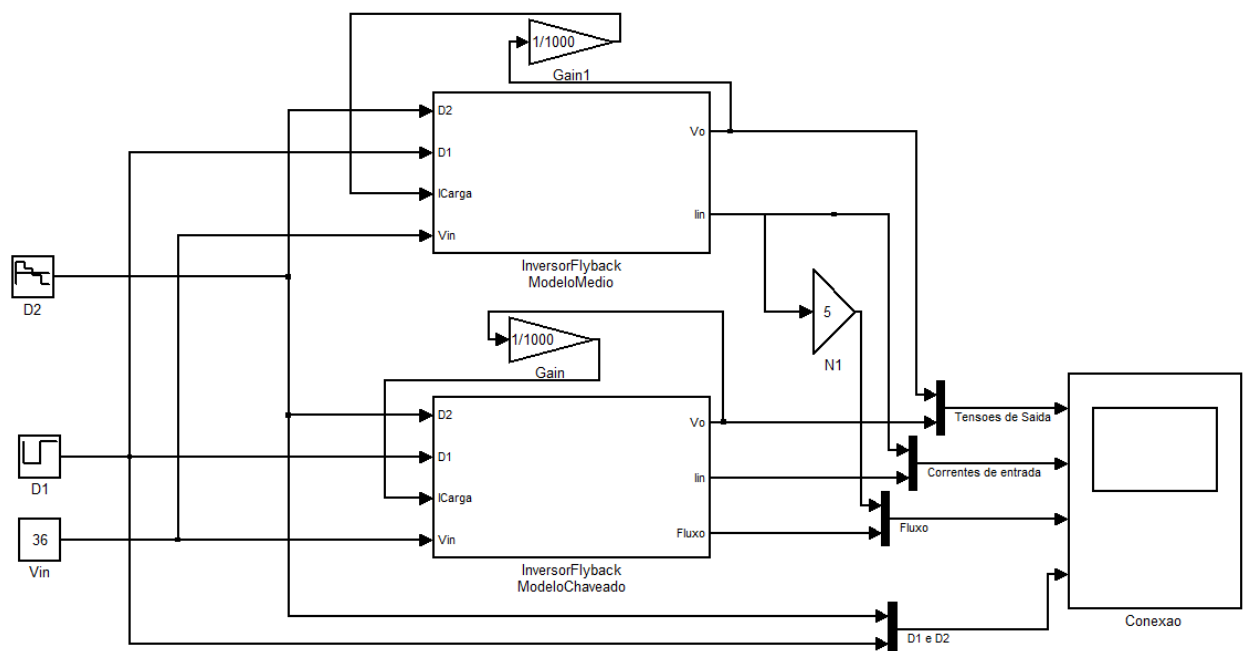 1/1000
Gain1
D2
D1
ICarga
Vin
Vo
Iin
InversorFlyback
ModeloMedio
D2
5
N1
1/1000
Gain
D2
D1
ICarga
Vin
Vo
Iin
Fluxo
InversorFlyback
ModeloChaveado
D1
36
Vin
Tensoes de Saida
Correntes de entrada
Fluxo
D1 e D2
Conexao